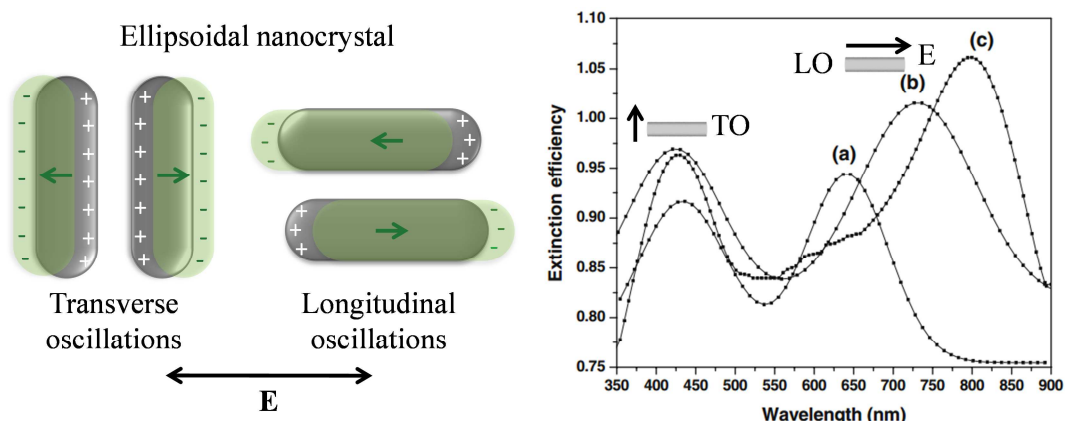 Ellipsoidal nanocrystal
- - - - - -
+ + + + + +
+ + + + + +
- - - - - -
- - -
+ + +
+ + +
- - -
Transverse
oscillations
Longitudinal
oscillations
E
1.10
1.05
1.00
0.95
0.90
0.85
0.80
0.75
Extinction efficiency
LO
E
(c)
(b)
TO
(a)
350 400 450 500 550 600 650 700 750 800 850 900
Wavelength (nm)